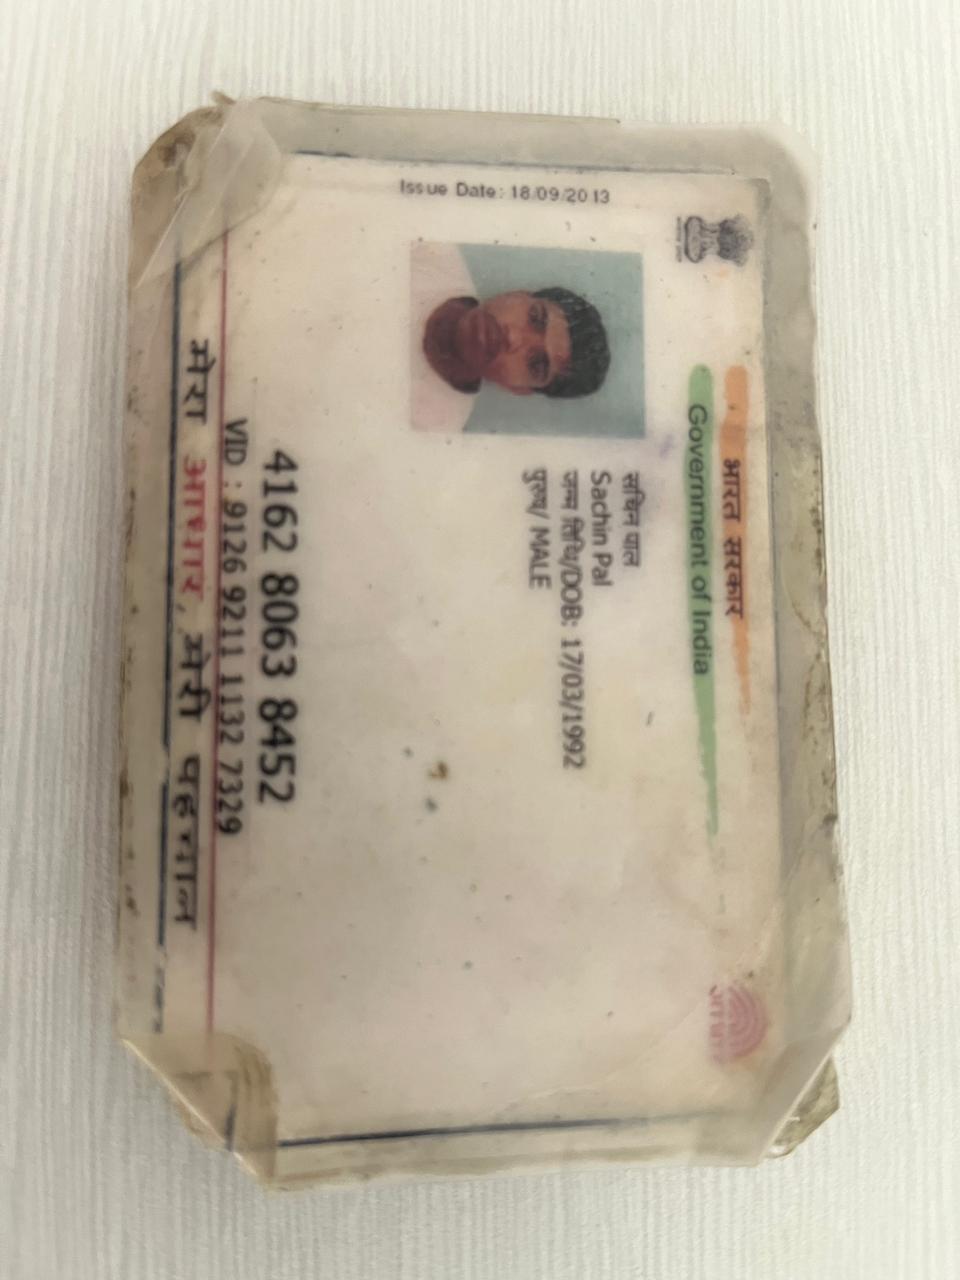 Issue Date: 18/09/2013
भारत सरकार
Government of India
सचिन पाल
Sachin Pal
जन्म तिथि/DOB: 17/03/1992
पुरुष/ MALE
4162 8063 8452
VID : 9126 9211 1132 7329
मेरा आधार, मेरी पहचान